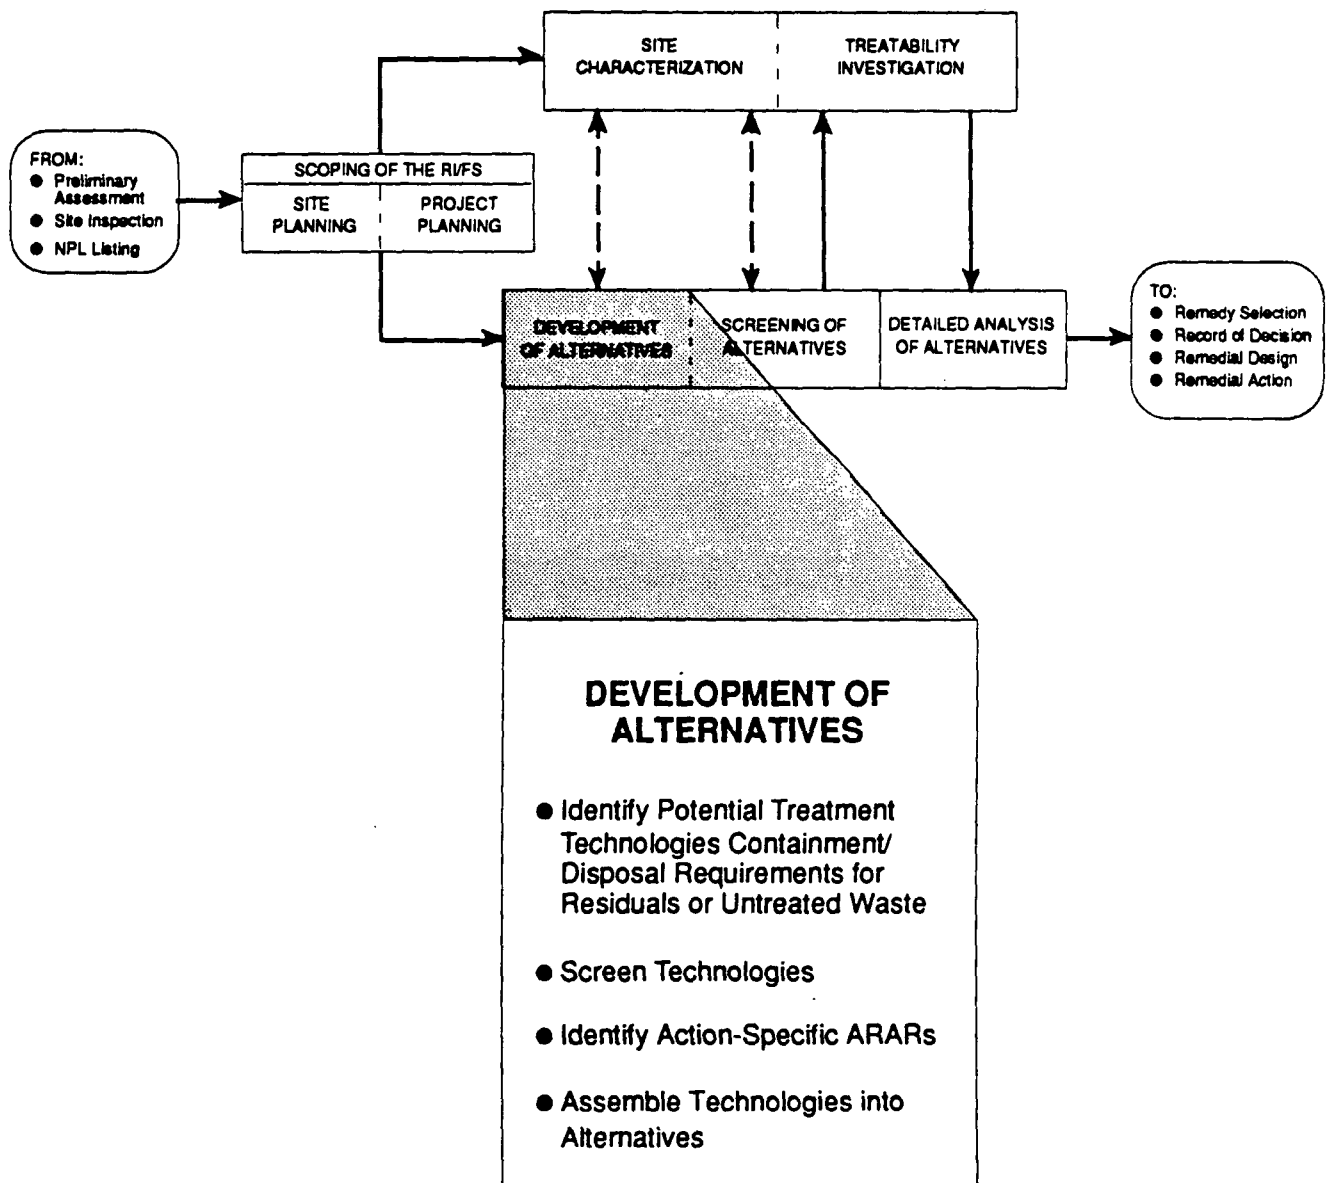 SITE
CHARACTERIZATION
TREATABILITY
INVESTIGATION
FROM:
● Preliminary
Assessment
● Site Inspection
● NPL Listing
SCOPING OF THE RI/FS
SITE
PLANNING
PROJECT
PLANNING
DEVELOPMENT
OF ALTERNATIVES
SCREENING OF
ALTERNATIVES
DETAILED ANALYSIS
OF ALTERNATIVES
TO:
● Remedy Selection
● Record of Decision
● Remedial Design
● Remedial Action
DEVELOPMENT OF
ALTERNATIVES
● Identify Potential Treatment
Technologies Containment/
Disposal Requirements for
Residuals or Untreated Waste
● Screen Technologies
● Identify Action-Specific ARARs
● Assemble Technologies into
Alternatives